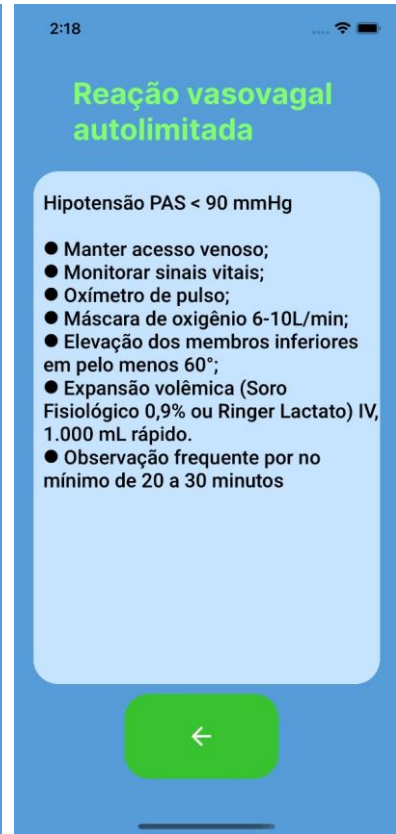 2:18
Reação vasovagal
autolimitada
Hipotensão PAS < 90 mmHg
● Manter acesso venoso;
● Monitorar sinais vitais;
● Oxímetro de pulso;
● Máscara de oxigênio 6-10L/min;
● Elevação dos membros inferiores
em pelo menos 60°;
● Expansão volêmica (Soro
Fisiológico 0,9% ou Ringer Lactato) IV,
1.000 mL rápido.
● Observação frequente por no
mínimo de 20 a 30 minutos